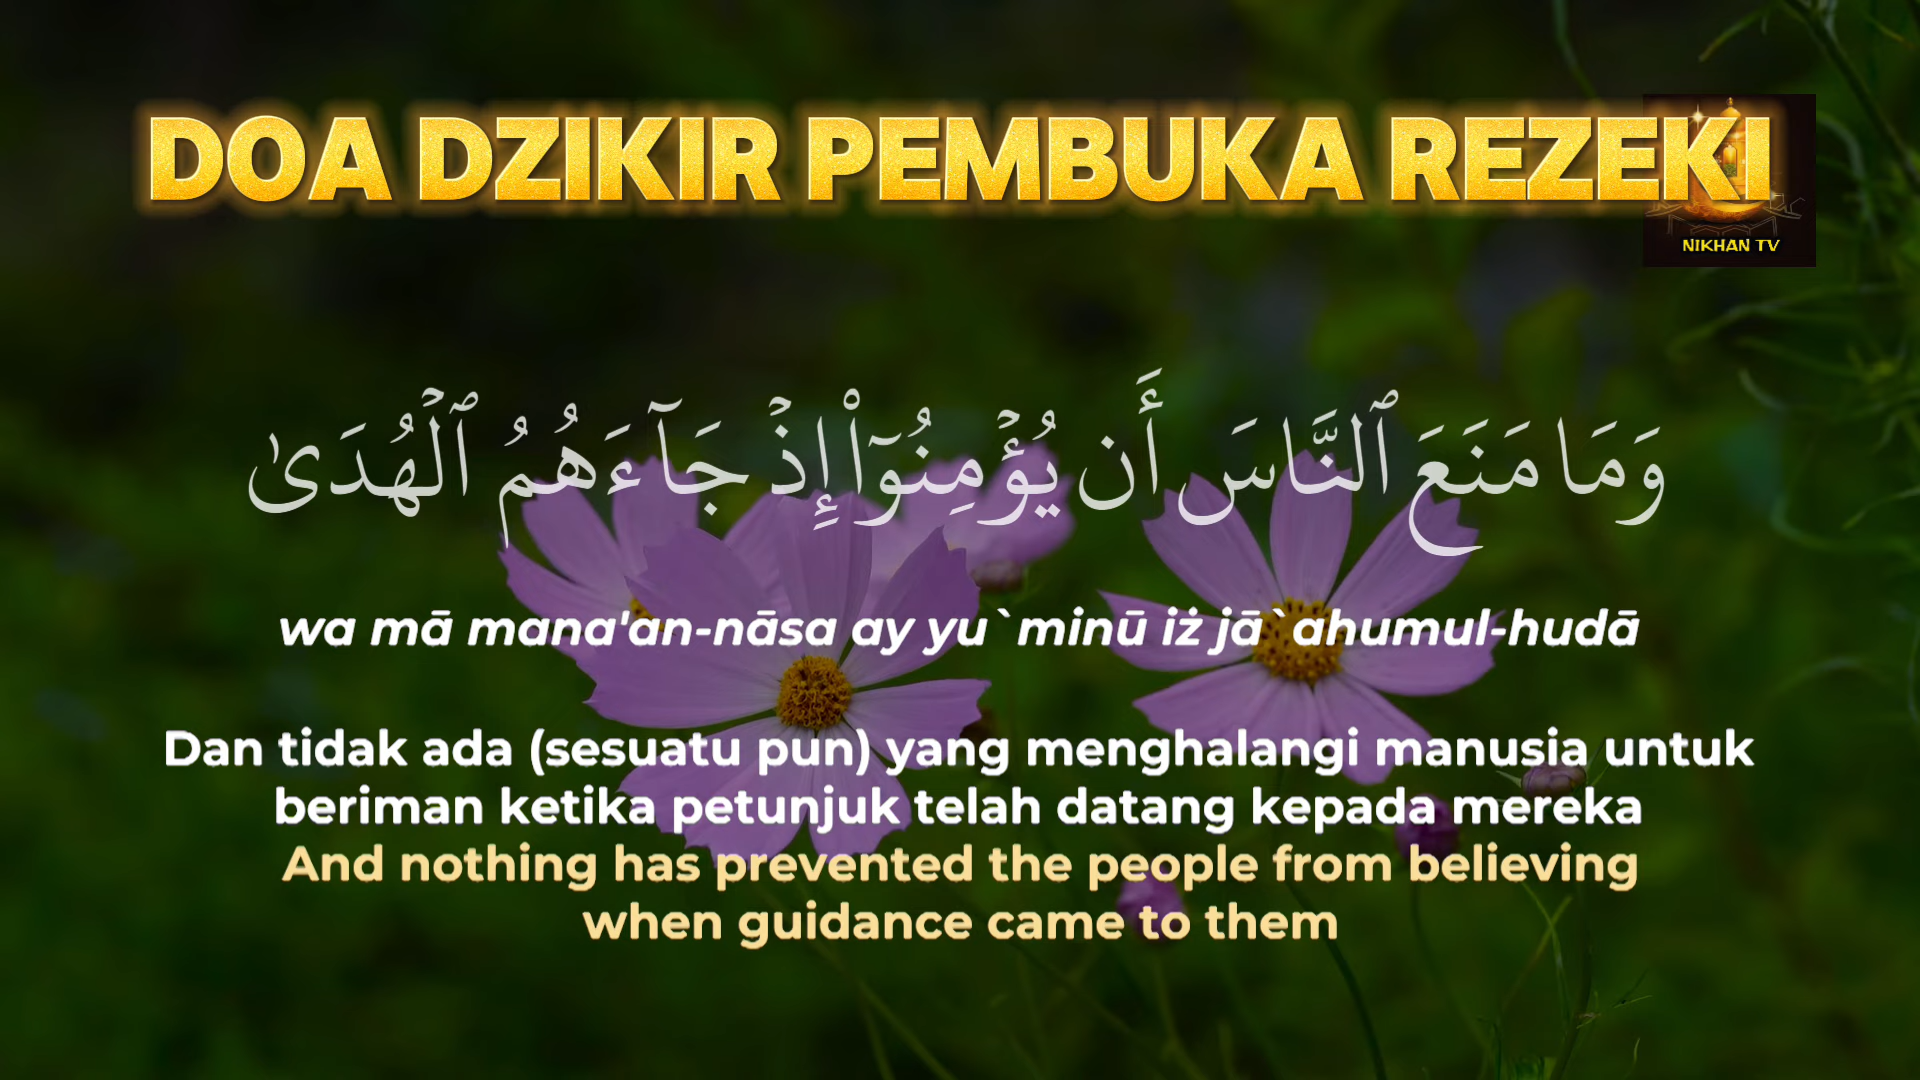 DOA DZIKIR PEMBUKA REZEKI
NIKHAN TV
وَمَا مَنَعَ ٱلنَّاسَ أَن يُؤۡمِنُوٓاْ إِذۡ جَآءَهُمُ ٱلۡهُدَىٰ
wa mā mana'an-nāsa ay yu`minū iż jā`ahumul-hudā
Dan tidak ada (sesuatu pun) yang menghalangi manusia untuk
beriman ketika petunjuk telah datang kepada mereka
And nothing has prevented the people from believing
when guidance came to them